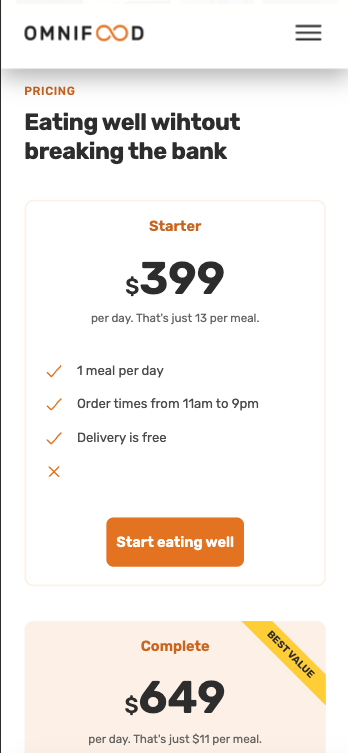 OMNIFOOD
PRICING
Eating well wihtout
breaking the bank
Starter
$399
per day. That's just 13 per meal.
1 meal per day
Order times from 11am to 9pm
Delivery is free
Start eating well
BEST VALUE
Complete
$649
per day. That's just $11 per meal.